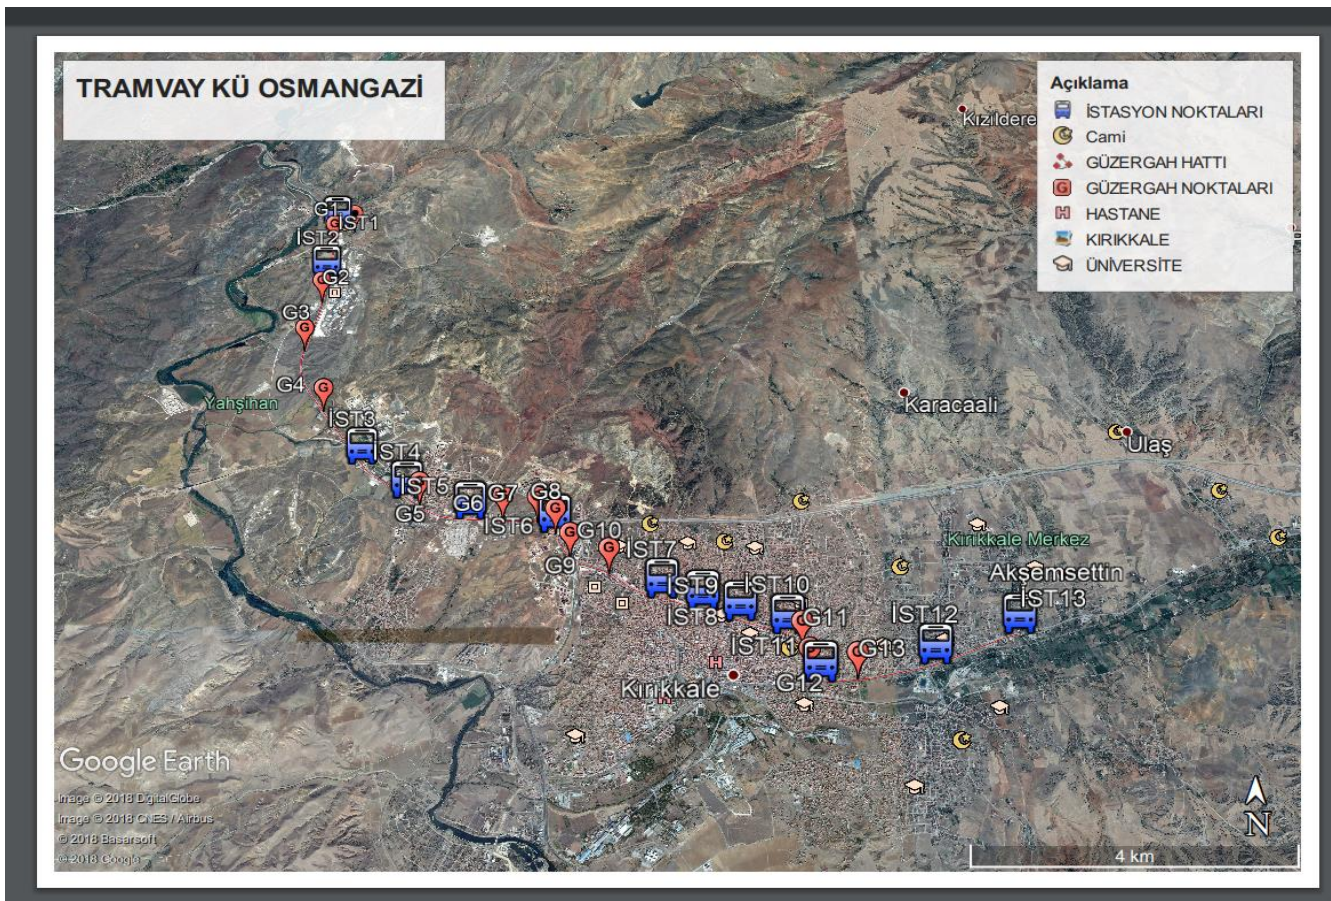 TRAMVAY KÜ OSMANGAZİ
Açıklama
İSTASYON NOKTALARI
Cami
GÜZERGAH HATTI
G GÜZERGAH NOKTALARI
H HASTANE
KIRIKKALE
ÜNİVERSİTE
Kızıldere
G1
İST1
İST2
G2
G3
G4
Yahşihan
İST3
İST4
İST5
G5
G6
G7
İST6
G8
G9
G10
Karacaali
Ulaş
İST7
İST9
İST8
İST10
Kırıkkale Merkez
Akşemsettin
İST13
İST12
G11
İST11
G13
G12
Kırıkkale
Google Earth
Image © 2018 DigitalGlobe
Image © 2018 CNES / Airbus
© 2018 Basarsoft
© 2018 Google
N
4 km